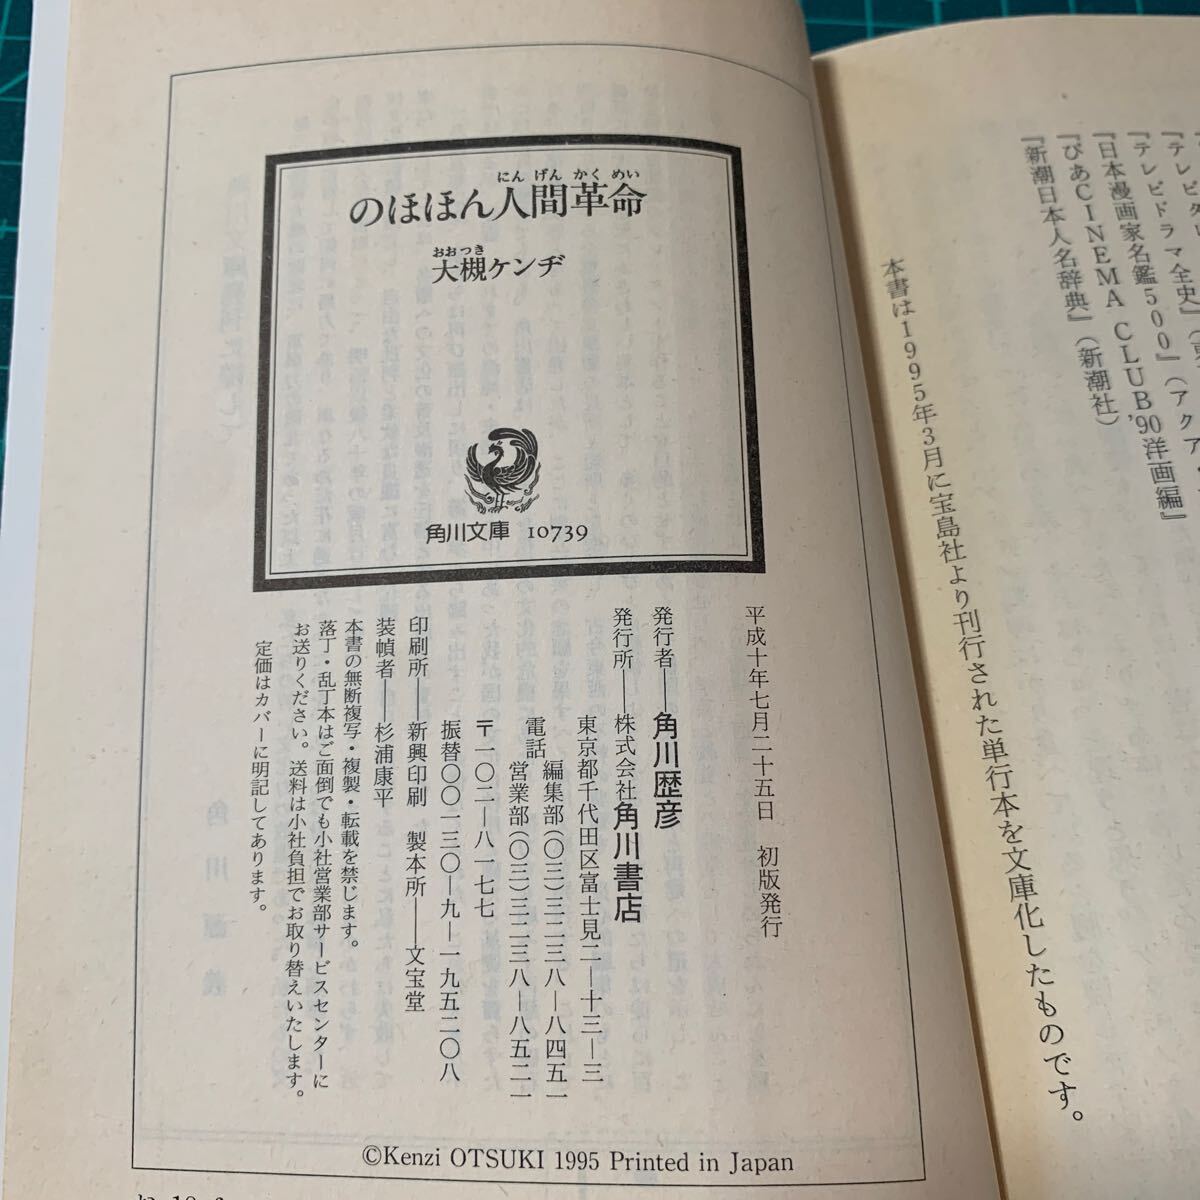 『テレビドラマ全史』
『日本漫画家名鑑500』(アクア
『ぴあCINEMA CLUB'90洋画編』
『新潮日本人名辞典』(新潮社)
本書は1995年3月に宝島社より刊行された単行本を文庫化したものです。
にんげんかくめい
のほほん人間革命
おおつき
大槻ケンヂ
角川文庫 10739
平成十年七月二十五日 初版発行
発行者——角川歴彦
発行所——株式会社角川書店
東京都千代田区富士見二—十三—三
電話 編集部(〇三)三二三八—八四五一
営業部(〇三)三二三八—八五二一
〒一〇二—八一七七
振替〇〇一三〇—九—一九五二〇八
印刷所——新興印刷 製本所——文宝堂
装幀者——杉浦康平
本書の無断複写・複製・転載を禁じます。
落丁・乱丁本はご面倒でも小社営業部サービスセンターに
お送りください。送料は小社負担でお取り替えいたします。
定価はカバーに明記してあります。
©Kenzi OTSUKI 1995 Printed in Japan